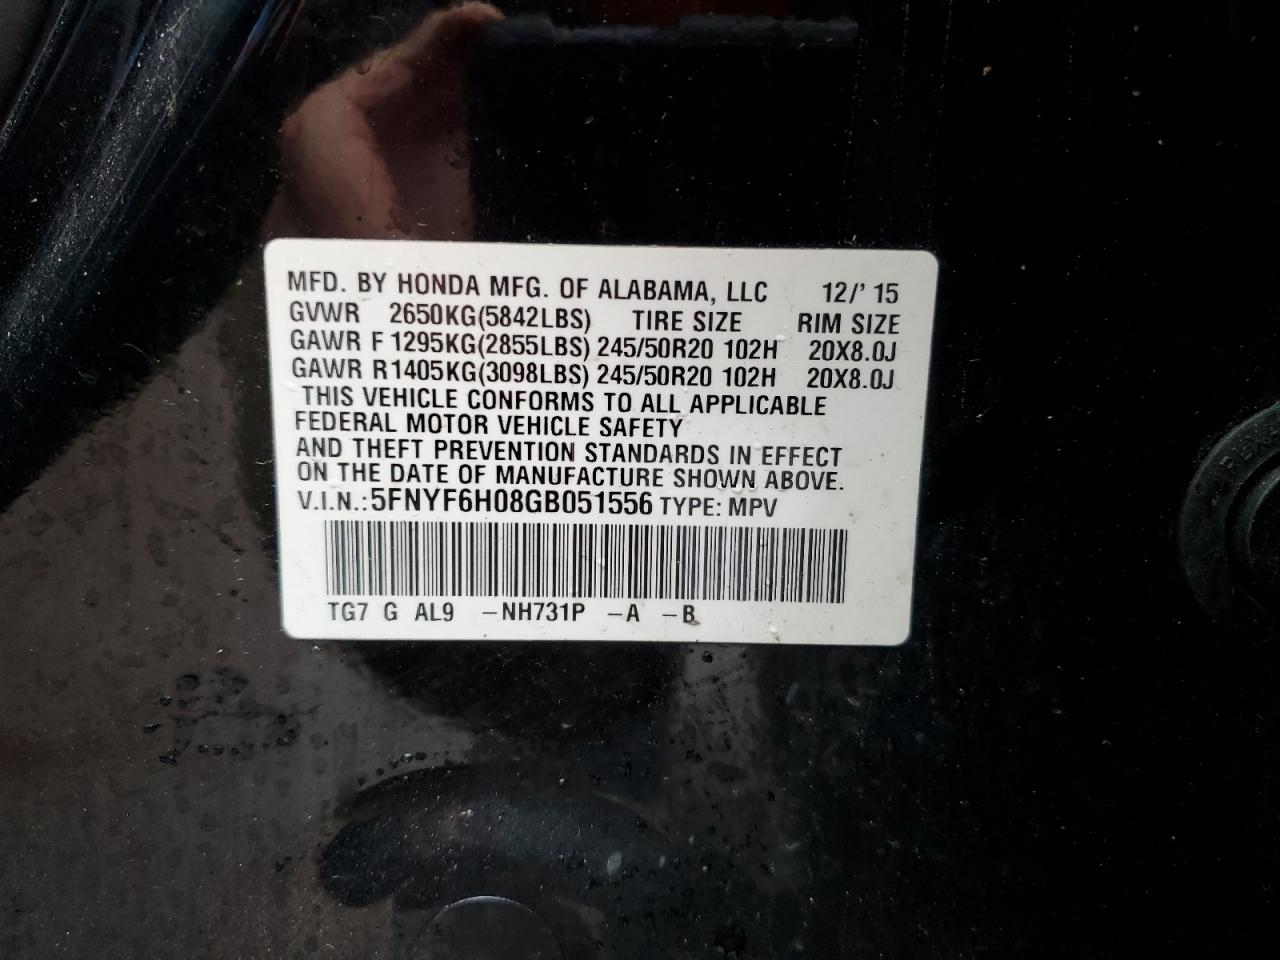 MFD. BY HONDA MFG. OF ALABAMA, LLC 12/' 15
GVWR 2650KG(5842LBS) TIRE SIZE RIM SIZE
GAWR F 1295KG(2855LBS) 245/50R20 102H 20X8.0J
GAWR R1405KG(3098LBS) 245/50R20 102H 20X8.0J
THIS VEHICLE CONFORMS TO ALL APPLICABLE
FEDERAL MOTOR VEHICLE SAFETY
AND THEFT PREVENTION STANDARDS IN EFFECT
ON THE DATE OF MANUFACTURE SHOWN ABOVE.
V.I.N.: 5FNYF6H08GB051556 TYPE: MPV
TG7 G AL9 -NH731P -A -B